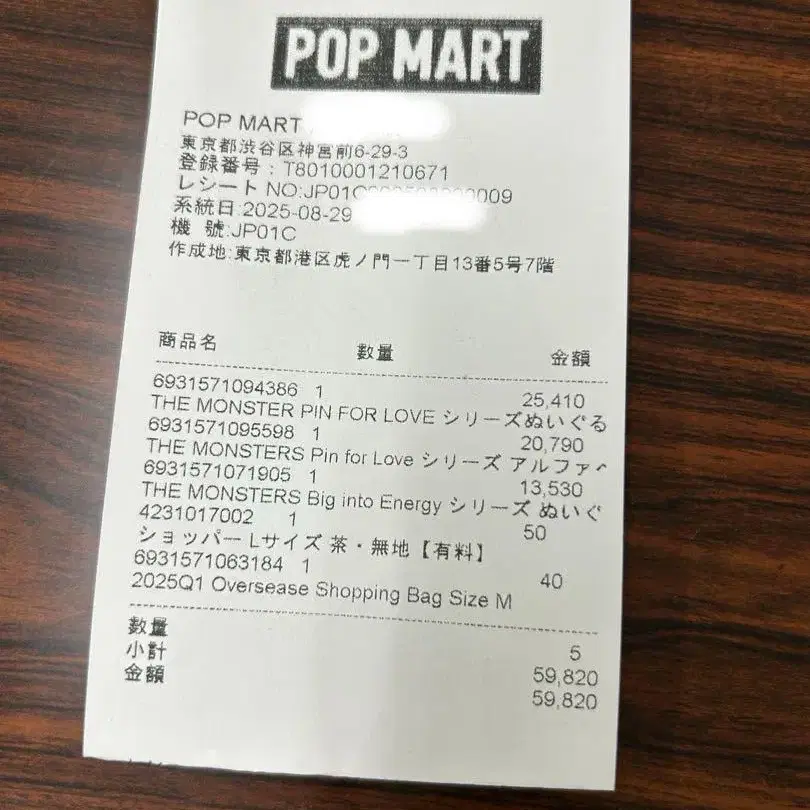 POP MART
POP MART
東京都渋谷区神宮前6-29-3
登録番号：T8010001210671
レシート NO:JP01C 009
系統日:2025-08-29
機 號:JP01C
作成地:東京都港区虎ノ門一丁目13番5号7階
商品名 数量 金額
6931571094386 1 25,410
THE MONSTER PIN FOR LOVE シリーズぬいぐる
6931571095598 1 20,790
THE MONSTERS Pin for Love シリーズ アルファ
6931571071905 1 13,530
THE MONSTERS Big into Energy シリーズ ぬいぐ
4231017002 1 50
ショッパー Lサイズ 茶・無地【有料】
6931571063184 1 40
2025Q1 Oversease Shopping Bag Size M
数量 5
小計 59,820
金額 59,820